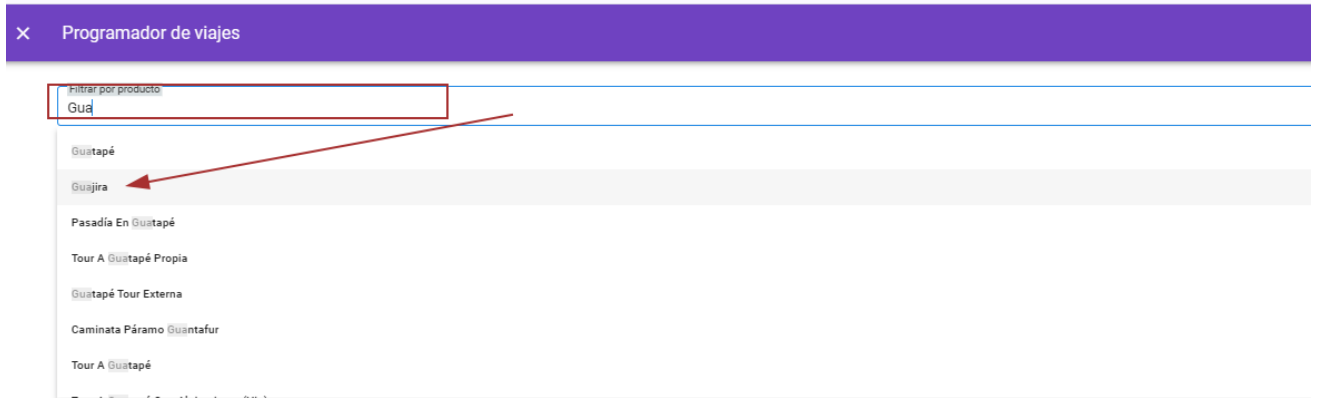 Programador de viajes
Filtrar por producto
Gua
Guatapé
Guajira
Pasadía En Guatapé
Tour A Guatapé Propia
Guatapé Tour Externa
Caminata Páramo Guantafur
Tour A Guatapé